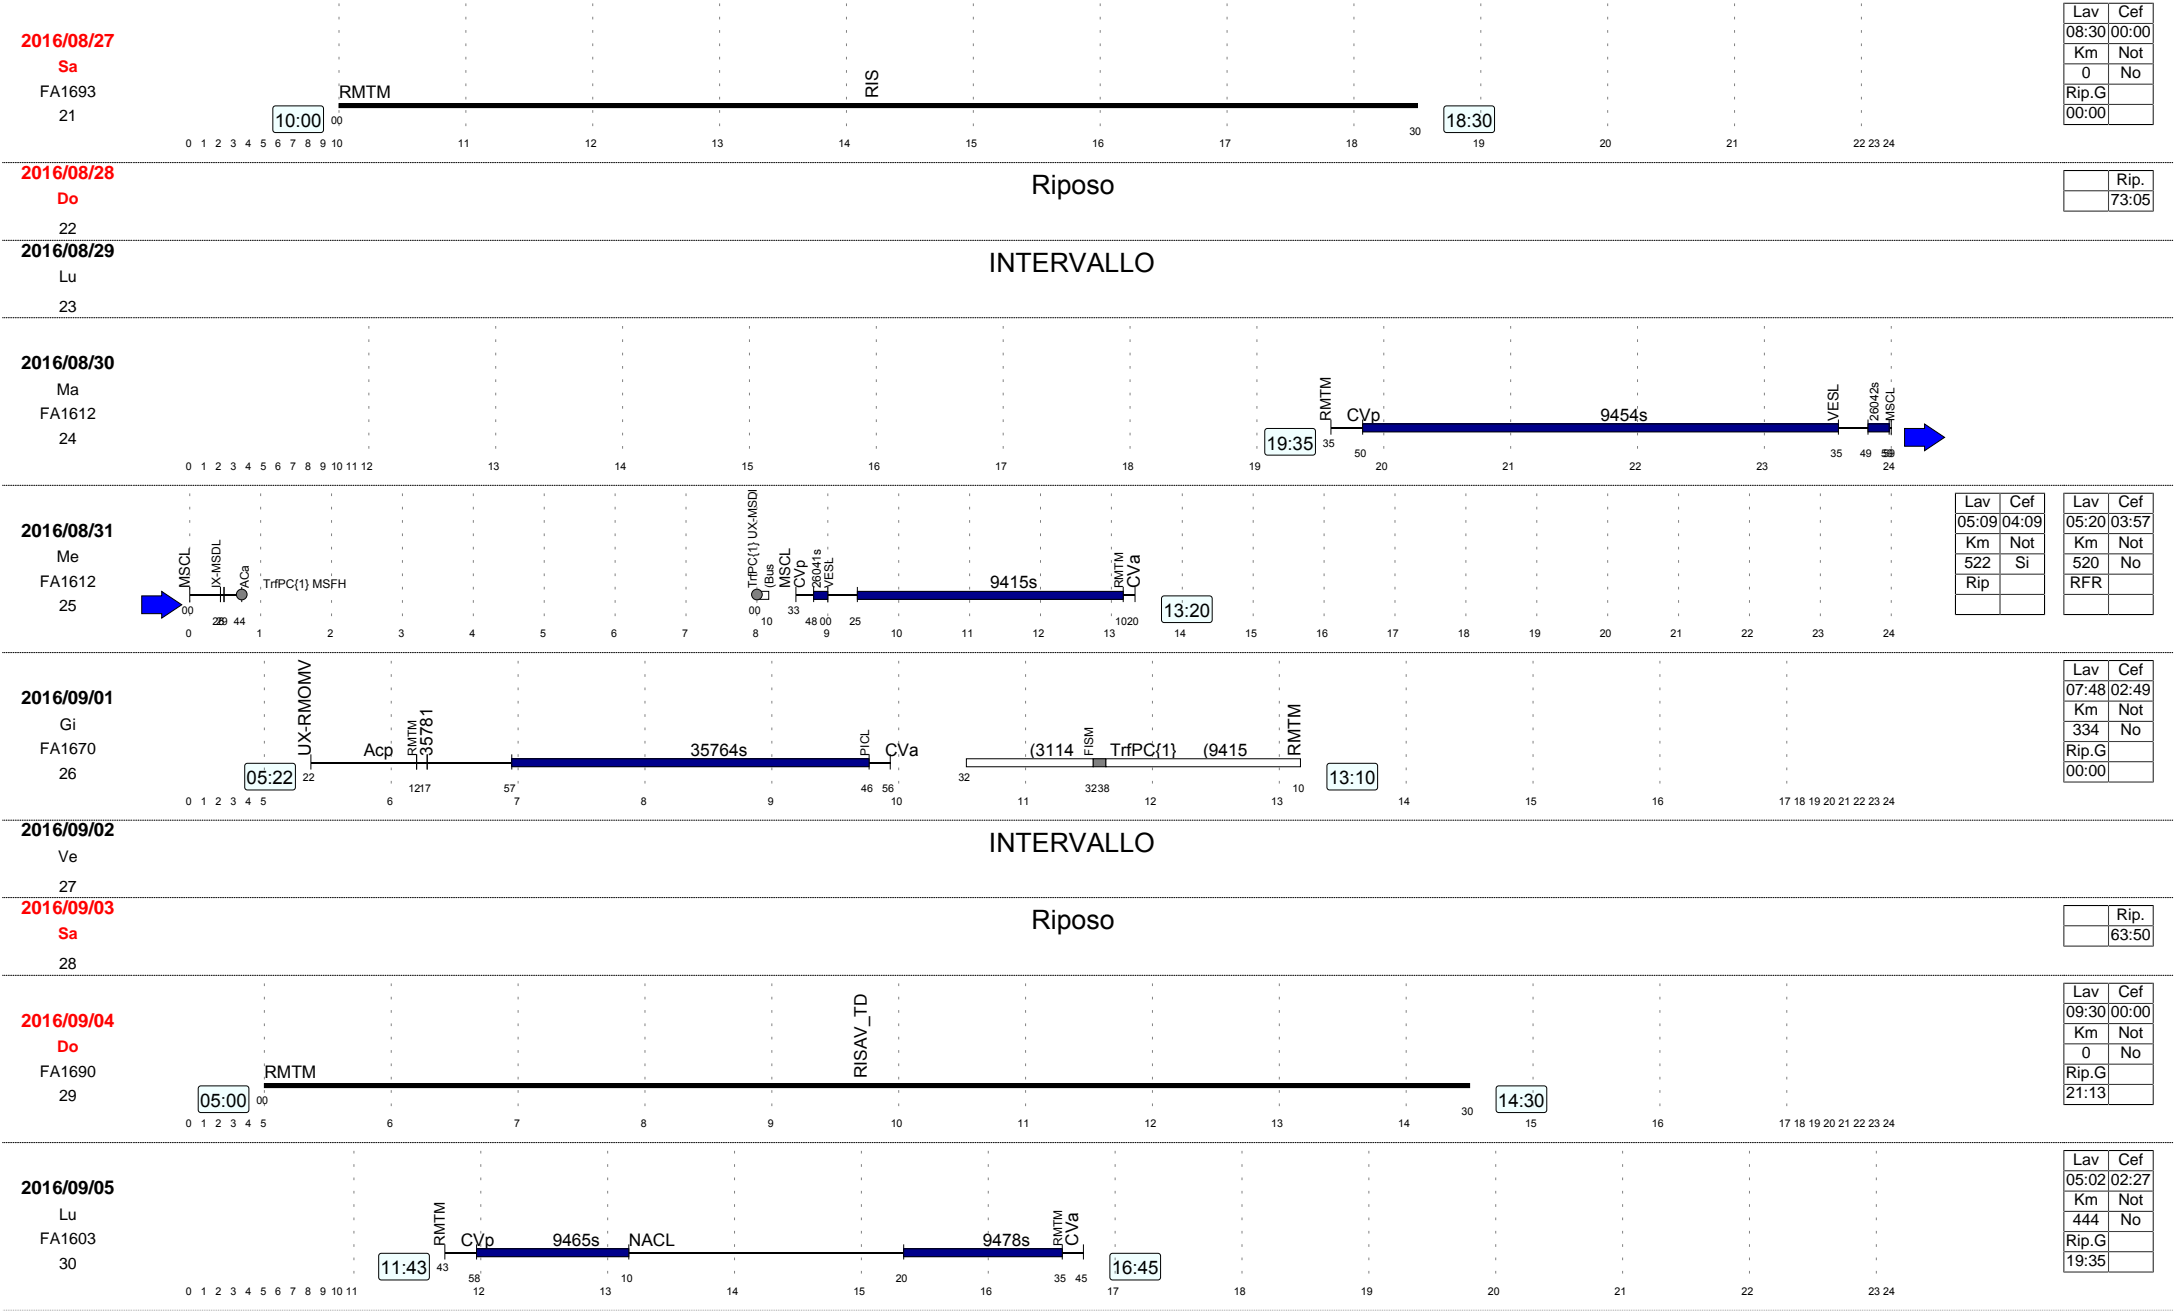 2016/08/27
Sa
FA1693
21
10:00
RMTM
00
RIS
30
18:30
0 1 2 3 4 5 6 7 8 9 10 11 12 13 14 15 16 17 18 19 20 21 22 23 24
Lav Cef
08:30 00:00
Km Not
0 No
Rip.G
00:00
2016/08/28
Do
22
Riposo
Rip.
73:05
2016/08/29
Lu
23
INTERVALLO
2016/08/30
Ma
FA1612
24
19:35
RMTM
35
CVp
50
9454s
VESL
35
26042s
49
MSCL
59
0 1 2 3 4 5 6 7 8 9 10 11 12 13 14 15 16 17 18 19 20 21 22 23 24
2016/08/31
Me
FA1612
25
MSCL
00
UX-MSDL
26 29
ACa
44
TrfPC{1} MSFH
TrfPC{1} UX-MSDI
00
(Bus
10
MSCL
33
CVp
48
26041s
VESL
00
25
9415s
RMTM
10
CVa
20
13:20
0 1 2 3 4 5 6 7 8 9 10 11 12 13 14 15 16 17 18 19 20 21 22 23 24
Lav Cef
05:09 04:09
Km Not
522 Si
Rip
Lav Cef
05:20 03:57
Km Not
520 No
RFR
2016/09/01
Gi
FA1670
26
05:22
UX-RMOMV
22
Acp
RMTM
12
35781
17
57
35764s
PICL
46
CVa
56
32
(3114
FISM
32
TrfPC{1}
38
(9415
RMTM
10
13:10
0 1 2 3 4 5 6 7 8 9 10 11 12 13 14 15 16 17 18 19 20 21 22 23 24
Lav Cef
07:48 02:49
Km Not
334 No
Rip.G
00:00
2016/09/02
Ve
27
INTERVALLO
2016/09/03
Sa
28
Riposo
Rip.
63:50
2016/09/04
Do
FA1690
29
05:00
RMTM
00
RISAV_TD
30
14:30
0 1 2 3 4 5 6 7 8 9 10 11 12 13 14 15 16 17 18 19 20 21 22 23 24
Lav Cef
09:30 00:00
Km Not
0 No
Rip.G
21:13
2016/09/05
Lu
FA1603
30
11:43
RMTM
43
CVp
58
9465s
NACL
10
20
9478s
RMTM
35
CVa
45
16:45
0 1 2 3 4 5 6 7 8 9 10 11 12 13 14 15 16 17 18 19 20 21 22 23 24
Lav Cef
05:02 02:27
Km Not
444 No
Rip.G
19:35